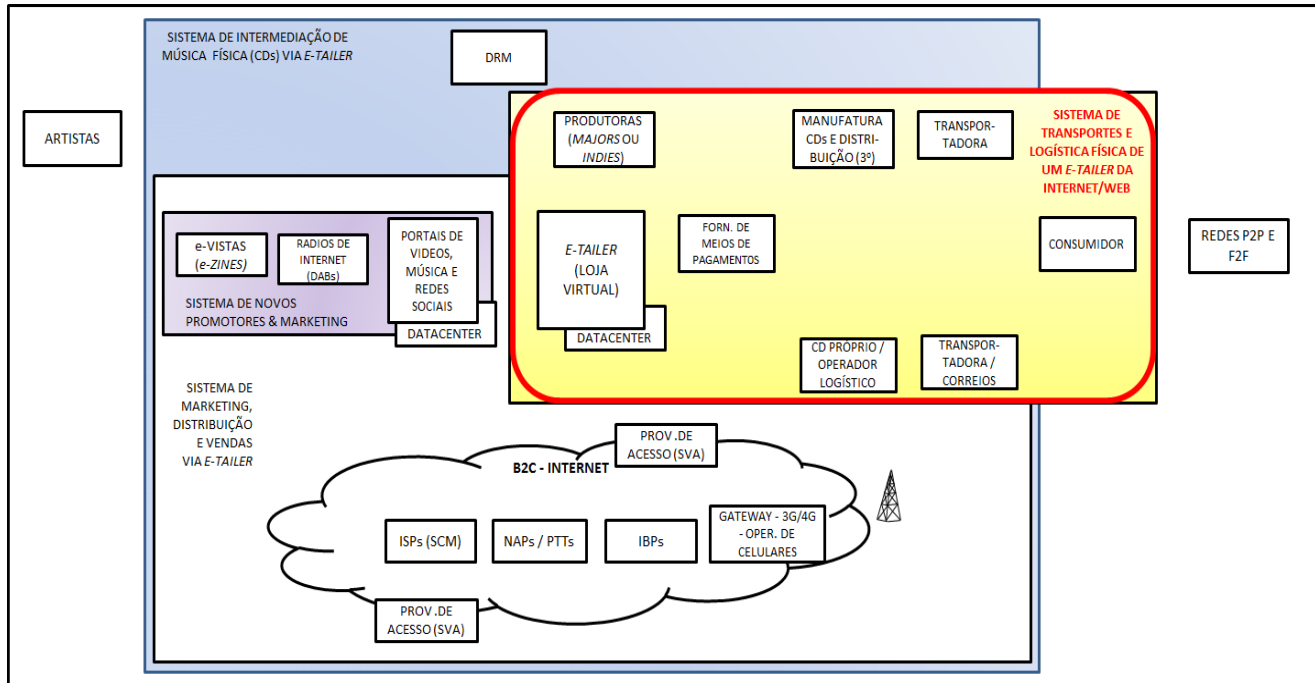 SISTEMA DE INTERMEDIAÇÃO DE
MÚSICA FÍSICA (CDs) VIA E-TAILER
DRM
ARTISTAS
PRODUTORAS
(MAJORS OU
INDIES)
MANUFATURA
CDs E DISTRI-
BUIÇÃO (3º)
TRANSPOR-
TADORA
SISTEMA DE
TRANSPORTES E
LOGÍSTICA FÍSICA DE
UM E-TAILER DA
INTERNET/WEB
e-VISTAS
(e-ZINES)
RADIOS DE
INTERNET
(DABs)
PORTAIS DE
VIDEOS,
MÚSICA E
REDES
SOCIAIS
DATACENTER
SISTEMA DE NOVOS
PROMOTORES & MARKETING
E-TAILER
(LOJA
VIRTUAL)
DATACENTER
FORN. DE
MEIOS DE
PAGAMENTOS
CONSUMIDOR
REDES P2P E
F2F
CD PRÓPRIO /
OPERADOR
LOGÍSTICO
TRANSPOR-
TADORA /
CORREIOS
SISTEMA DE
MARKETING,
DISTRIBUIÇÃO
E VENDAS
VIA E-TAILER
PROV .DE
ACESSO (SVA)
B2C - INTERNET
ISPs (SCM)
NAPs / PTTs
IBPs
GATEWAY - 3G/4G
- OPER. DE
CELULARES
PROV .DE
ACESSO (SVA)